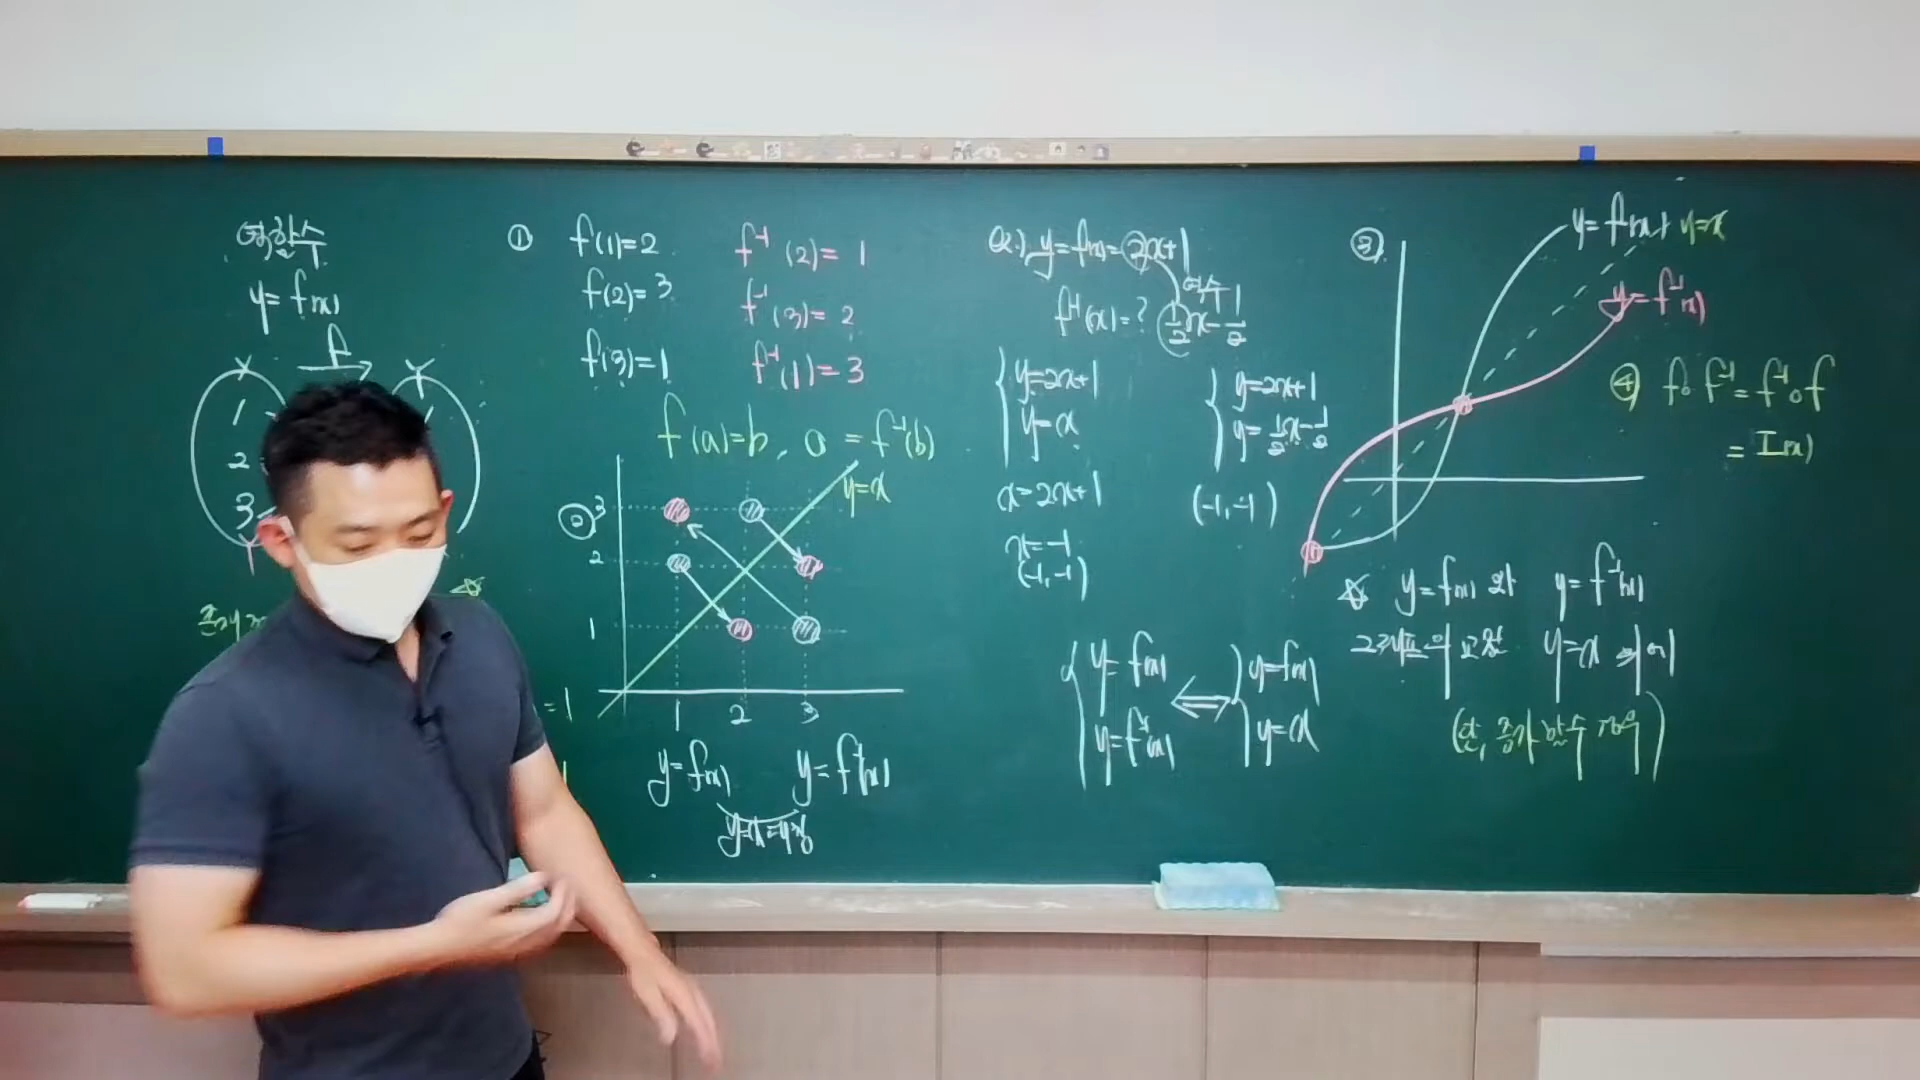 역함수
y=f(x)
f
X Y
1
2
3
①
f(1)=2 f⁻¹(2)=1
f(2)=3 f⁻¹(3)=2
f(3)=1 f⁻¹(1)=3
f(a)=b, a=f⁻¹(b)
②
y=x
3
2
1
1 2 3
y=f(x) y=f⁻¹(x)
=1
y=f(x)=2x+1
역수
f⁻¹(x)=? 1/2x-1/2
y=2x+1
y=x
x=2x+1
x=-1
(-1,-1)
y=2x+1
y=1/2x-1/2
(-1,-1)
y=f(x) ⟺ y=f(x)
y=f⁻¹(x) y=x
③
y=f(x) y=x
y=f⁻¹(x)
④ f∘f⁻¹=f⁻¹∘f
=I(x)
☆ y=f(x) 와 y=f⁻¹(x)
그래프의 교점 y=x 위에
(단, 증가함수 경우)